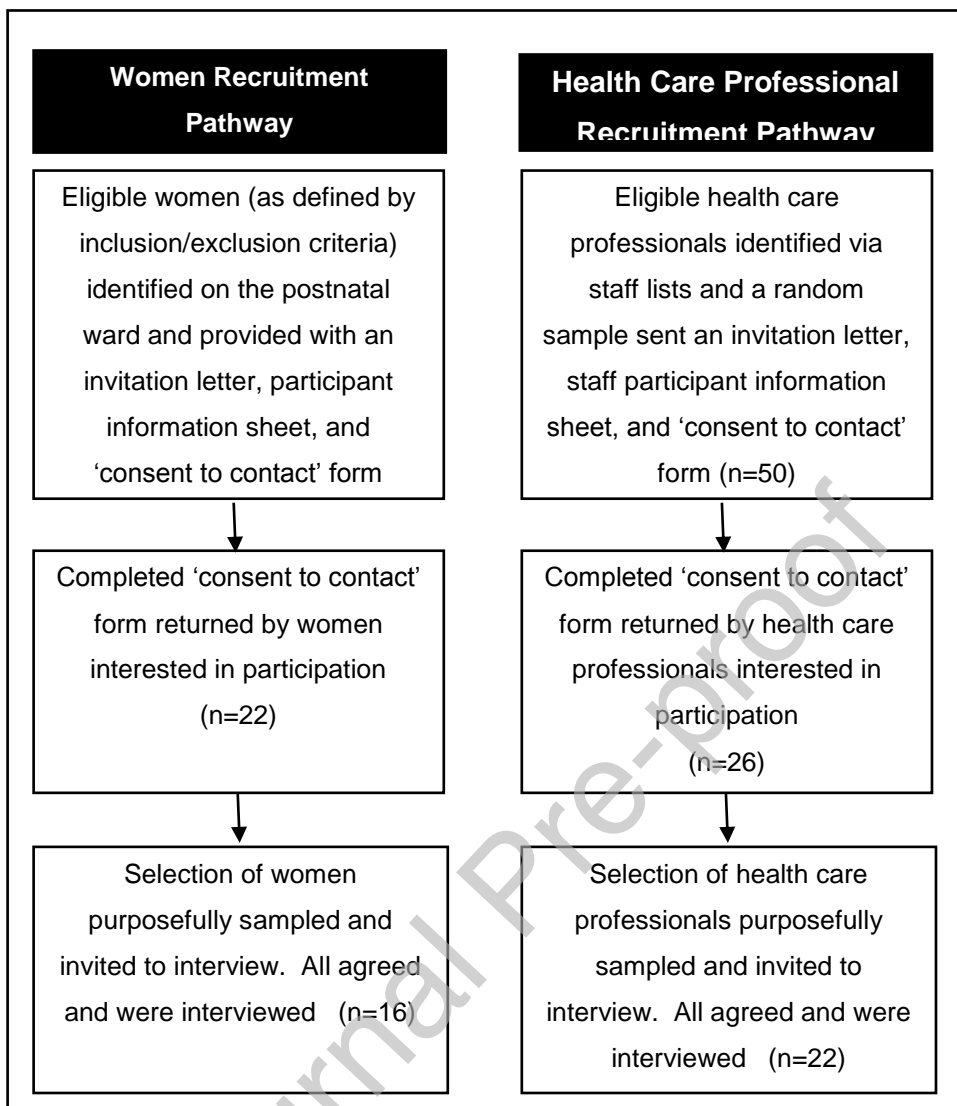 Women Recruitment
Pathway
Eligible women (as defined by
inclusion/exclusion criteria)
identified on the postnatal
ward and provided with an
invitation letter, participant
information sheet, and
‘consent to contact’ form
Completed ‘consent to contact’
form returned by women
interested in participation
(n=22)
Selection of women
purposefully sampled and
invited to interview.  All agreed
and were interviewed   (n=16)
Health Care Professional
Recruitment Pathway
Eligible health care
professionals identified via
staff lists and a random
sample sent an invitation letter,
staff participant information
sheet, and ‘consent to contact’
form (n=50)
Completed ‘consent to contact’
form returned by health care
professionals interested in
participation
(n=26)
Selection of health care
professionals purposefully
sampled and invited to
interview.  All agreed and were
interviewed   (n=22)
rnal Pre-proof